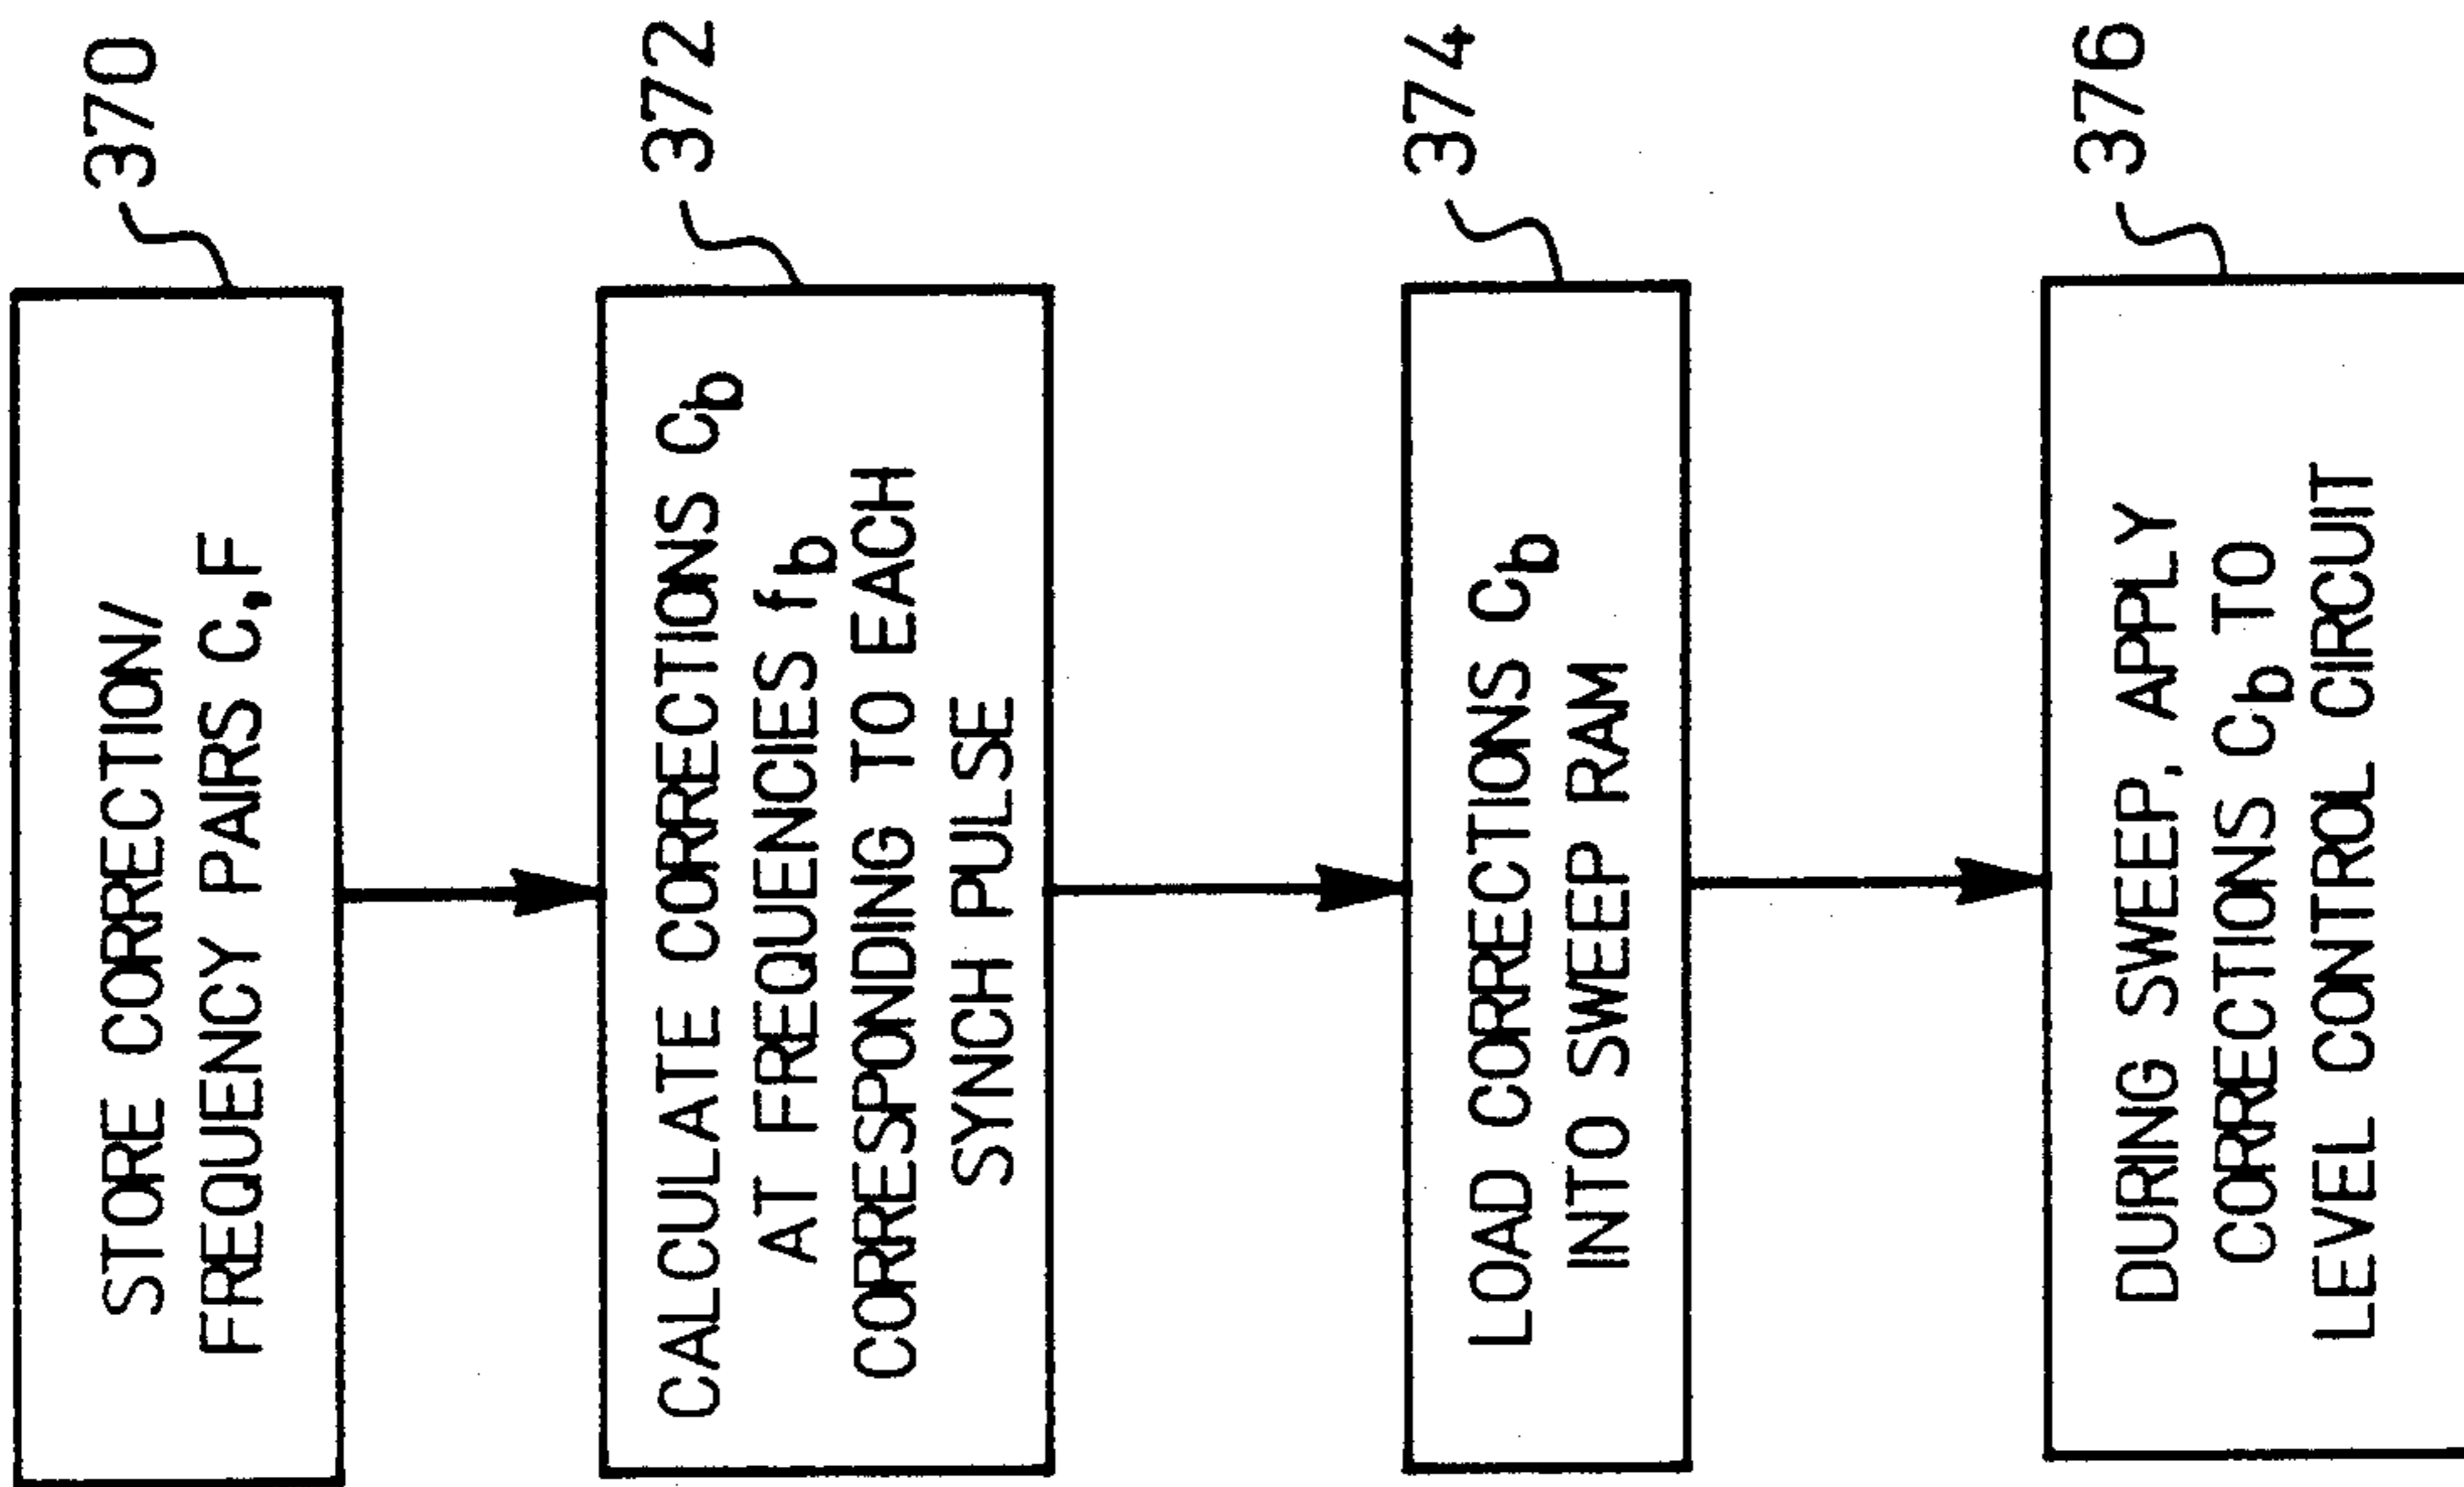 370
STORE CORRECTION/
FREQUENCY PAIRS C,F
372
CALCULATE CORRECTIONS Cb
AT FREQUENCIES fb
CORRESPONDING TO EACH
SYNCH PULSE
374
LOAD CORRECTIONS Cb
INTO SWEEP RAM
376
DURING SWEEP, APPLY
CORRECTIONS Cb TO
LEVEL CONTROL CIRCUIT